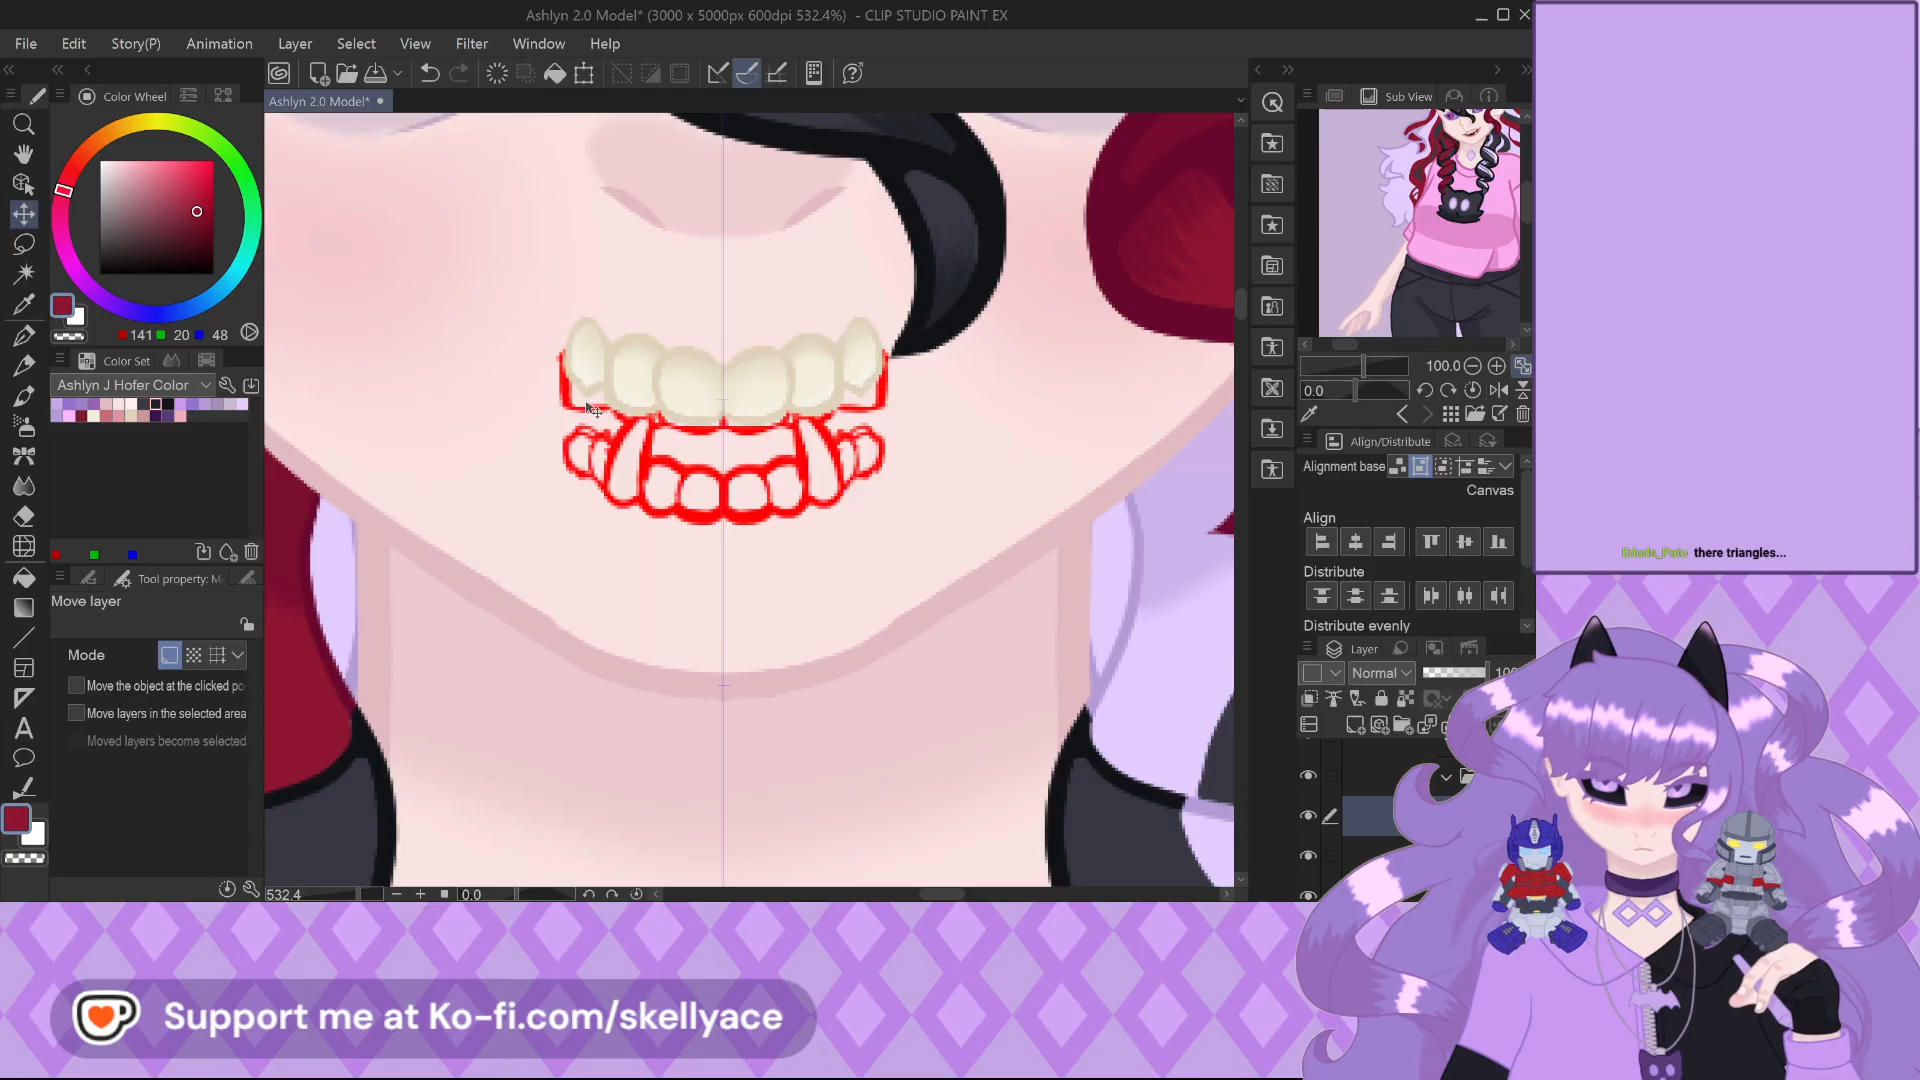 Ashlyn 2.0 Model* (3000 x 5000px 600dpi 532.4%) - CLIP STUDIO PAINT EX
File Edit Story(P) Animation Layer Select View Filter Window Help
Color Wheel
Ashlyn 2.0 Model*
Sub View
141 20 48
Color Set
Ashlyn J Hofer Color
100.0
0.0
Align/Distribute
Alignment base
Canvas
Align
Distribute
Distribute evenly
Tool property: M
Move layer
Mode
Move the object at the clicked po
Move layers in the selected area
Moved layers become selected
Layer
Normal
532.4
0.0
Eduds_Pato there triangles...
Support me at Ko-fi.com/skellyace